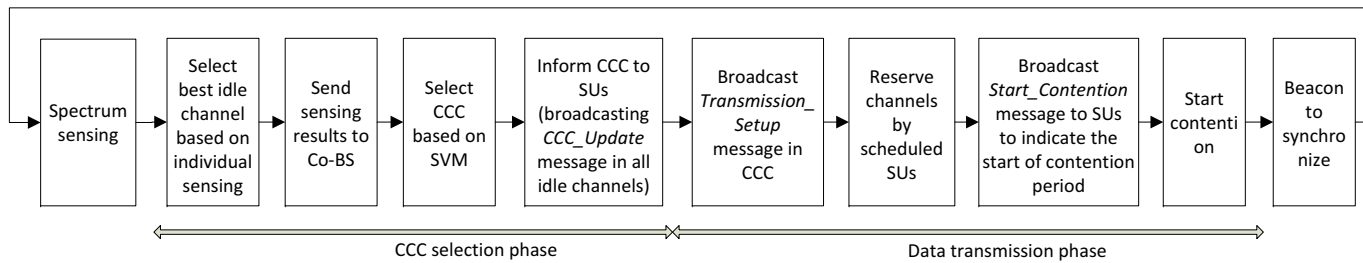 Spectrum
sensing
Select
best idle
channel
based on
individual
sensing
Send
sensing
results to
Co-BS
Select
CCC
based on
SVM
Inform CCC to
SUs
(broadcasting
CCC_Update
message in all
idle channels)
Broadcast
Transmission_
Setup
message in
CCC
Reserve
channels
by
scheduled
SUs
Broadcast
Start_Contention
message to SUs
to indicate the
start of contention
period
Start
contenti
on
Beacon
to
synchro
nize
CCC selection phase
Data transmission phase